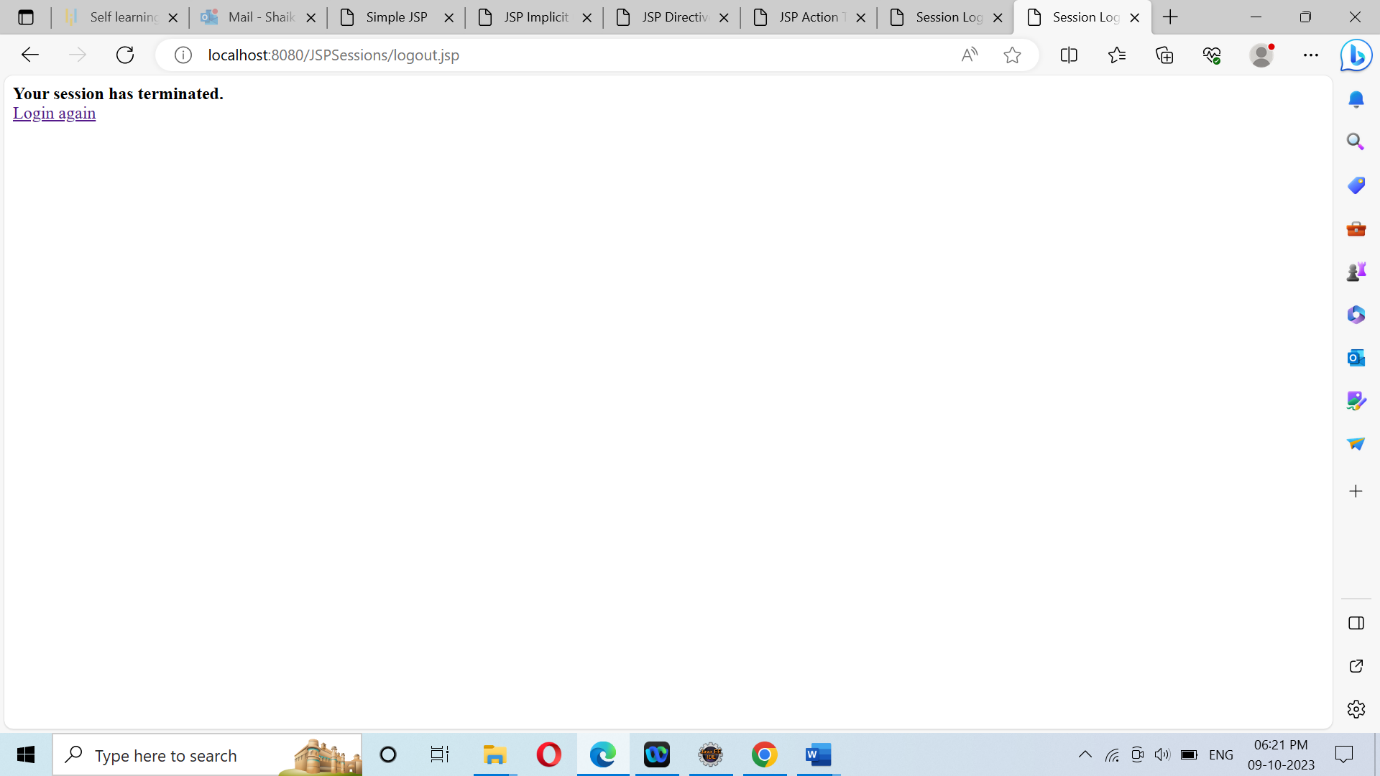 Self learning
Mail - Shaik
Simple JSP
JSP Implicit
JSP Directiv
JSP Action T
Session Log
Session Log
localhost:8080/JSPSessions/logout.jsp
Your session has terminated.
Login again
Type here to search
ENG
06:21 PM
09-10-2023